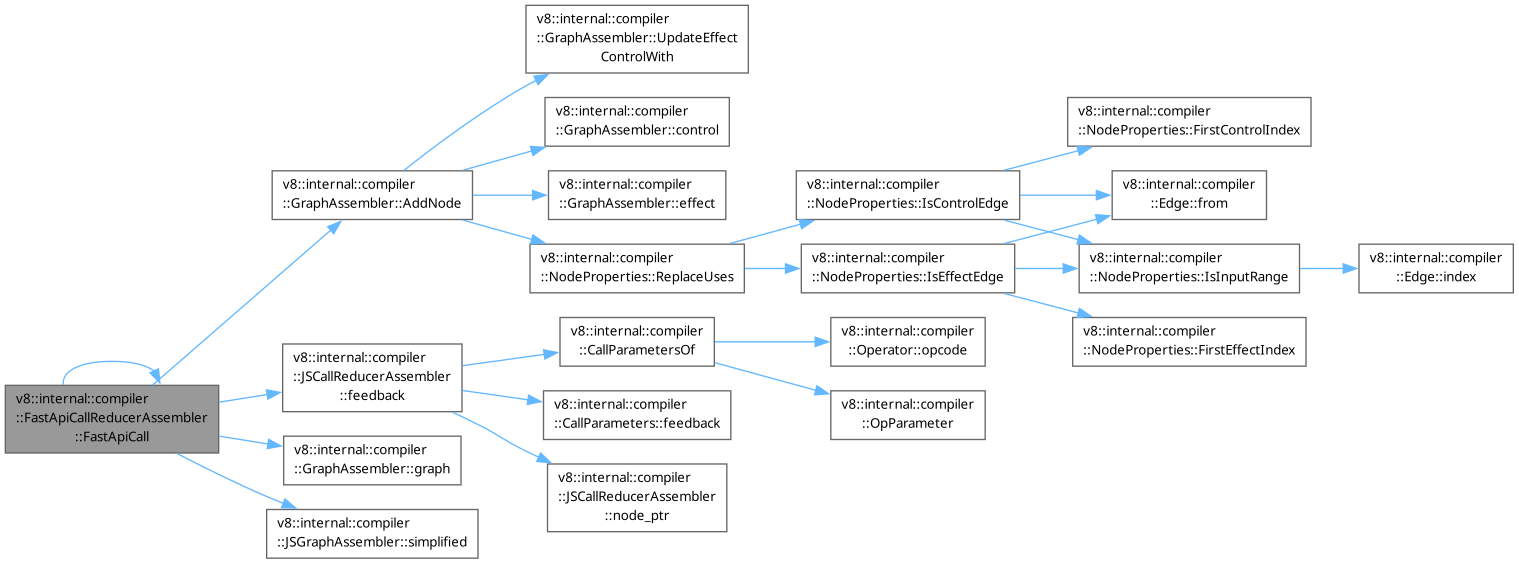 v8::internal::compiler
::FastApiCallReducerAssembler
::FastApiCall
v8::internal::compiler
::GraphAssembler::AddNode
v8::internal::compiler
::GraphAssembler::UpdateEffect
ControlWith
v8::internal::compiler
::GraphAssembler::control
v8::internal::compiler
::GraphAssembler::effect
v8::internal::compiler
::NodeProperties::ReplaceUses
v8::internal::compiler
::NodeProperties::IsControlEdge
v8::internal::compiler
::NodeProperties::IsEffectEdge
v8::internal::compiler
::NodeProperties::FirstControlIndex
v8::internal::compiler
::Edge::from
v8::internal::compiler
::NodeProperties::IsInputRange
v8::internal::compiler
::Edge::index
v8::internal::compiler
::NodeProperties::FirstEffectIndex
v8::internal::compiler
::JSCallReducerAssembler
::feedback
v8::internal::compiler
::CallParametersOf
v8::internal::compiler
::Operator::opcode
v8::internal::compiler
::OpParameter
v8::internal::compiler
::CallParameters::feedback
v8::internal::compiler
::JSCallReducerAssembler
::node_ptr
v8::internal::compiler
::GraphAssembler::graph
v8::internal::compiler
::JSGraphAssembler::simplified